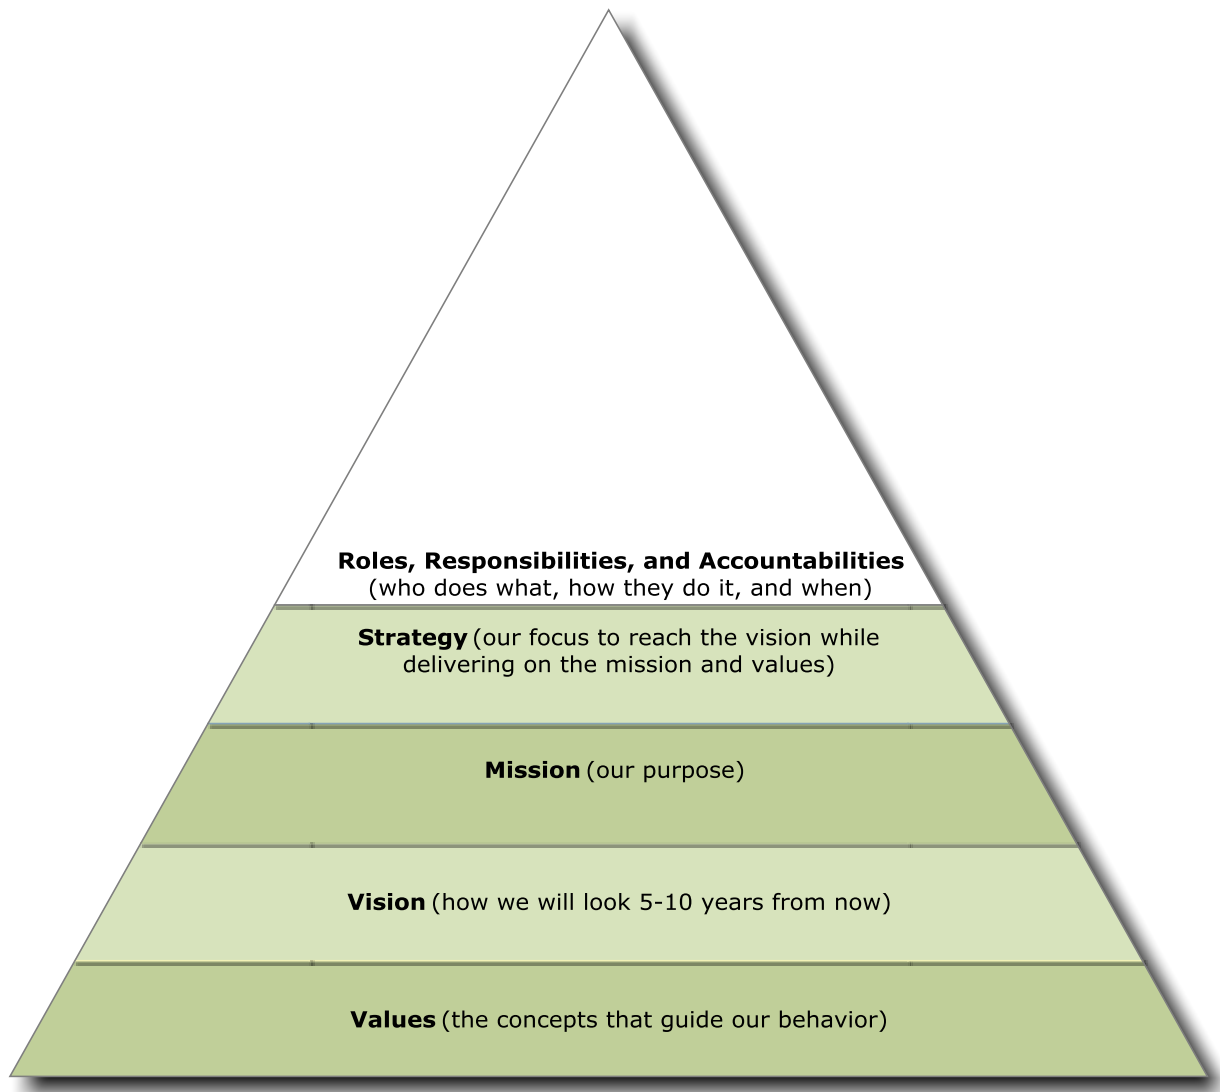 Roles, Responsibilities, and Accountabilities
(who does what, how they do it, and when)
Strategy (our focus to reach the vision while
delivering on the mission and values)
Mission (our purpose)
Vision (how we will look 5-10 years from now)
Values (the concepts that guide our behavior)